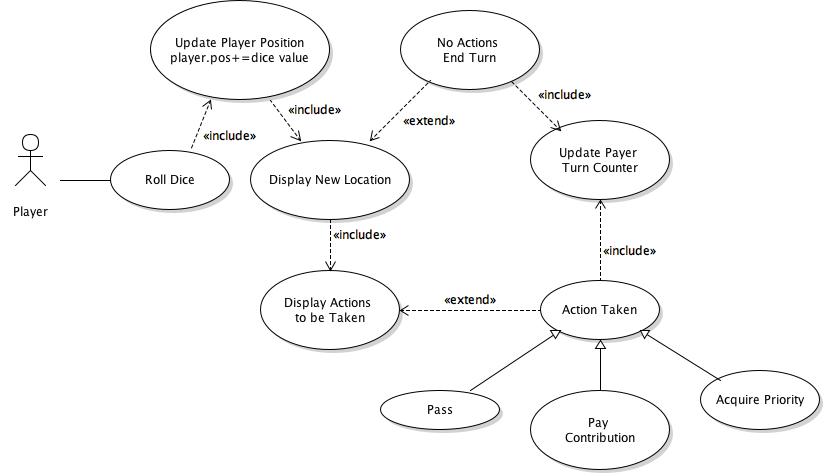 Update Player Position
player.pos+=dice value
No Actions
End Turn
«include»
«include»
«extend»
«include»
Player
Roll Dice
Display New Location
Update Payer
Turn Counter
«include»
«include»
Display Actions
to be Taken
«extend»
Action Taken
Pass
Pay
Contribution
Acquire Priority